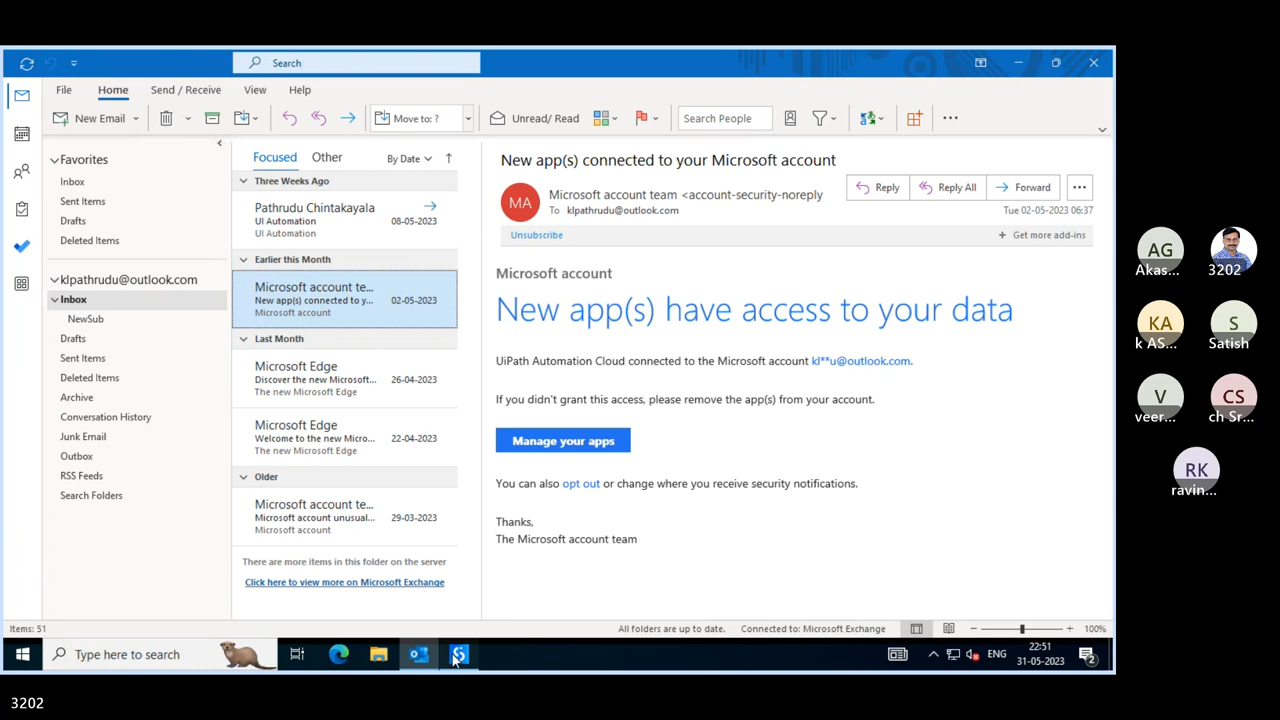 Search
File Home Send / Receive View Help
New Email Move to: ? Unread/ Read Search People
Favorites
Inbox
Sent Items
Drafts
Deleted Items
klpathrudu@outlook.com
Inbox
NewSub
Drafts
Sent Items
Deleted Items
Archive
Conversation History
Junk Email
Outbox
RSS Feeds
Search Folders
Focused Other By Date
Three Weeks Ago
Pathrudu Chintakayala
UI Automation 08-05-2023
UI Automation
Earlier this Month
Microsoft account te...
New app(s) connected to y... 02-05-2023
Microsoft account
Last Month
Microsoft Edge
Discover the new Microsoft... 26-04-2023
The new Microsoft Edge
Microsoft Edge
Welcome to the new Micro... 22-04-2023
The new Microsoft Edge
Older
Microsoft account te...
Microsoft account unusual... 29-03-2023
Microsoft account
There are more items in this folder on the server
Click here to view more on Microsoft Exchange
New app(s) connected to your Microsoft account
MA
Microsoft account team <account-security-noreply
To klpathrudu@outlook.com
Reply Reply All Forward
Tue 02-05-2023 06:37
Unsubscribe + Get more add-ins
Microsoft account
New app(s) have access to your data
UiPath Automation Cloud connected to the Microsoft account kl**u@outlook.com.
If you didn't grant this access, please remove the app(s) from your account.
Manage your apps
You can also opt out or change where you receive security notifications.
Thanks,
The Microsoft account team
Items: 51 All folders are up to date. Connected to: Microsoft Exchange 100%
Type here to search
ENG
22:51
31-05-2023
2
AG
Akas... 3202
KA S
k AS... Satish
V CS
veer... ch Sr...
RK
ravin...
3202